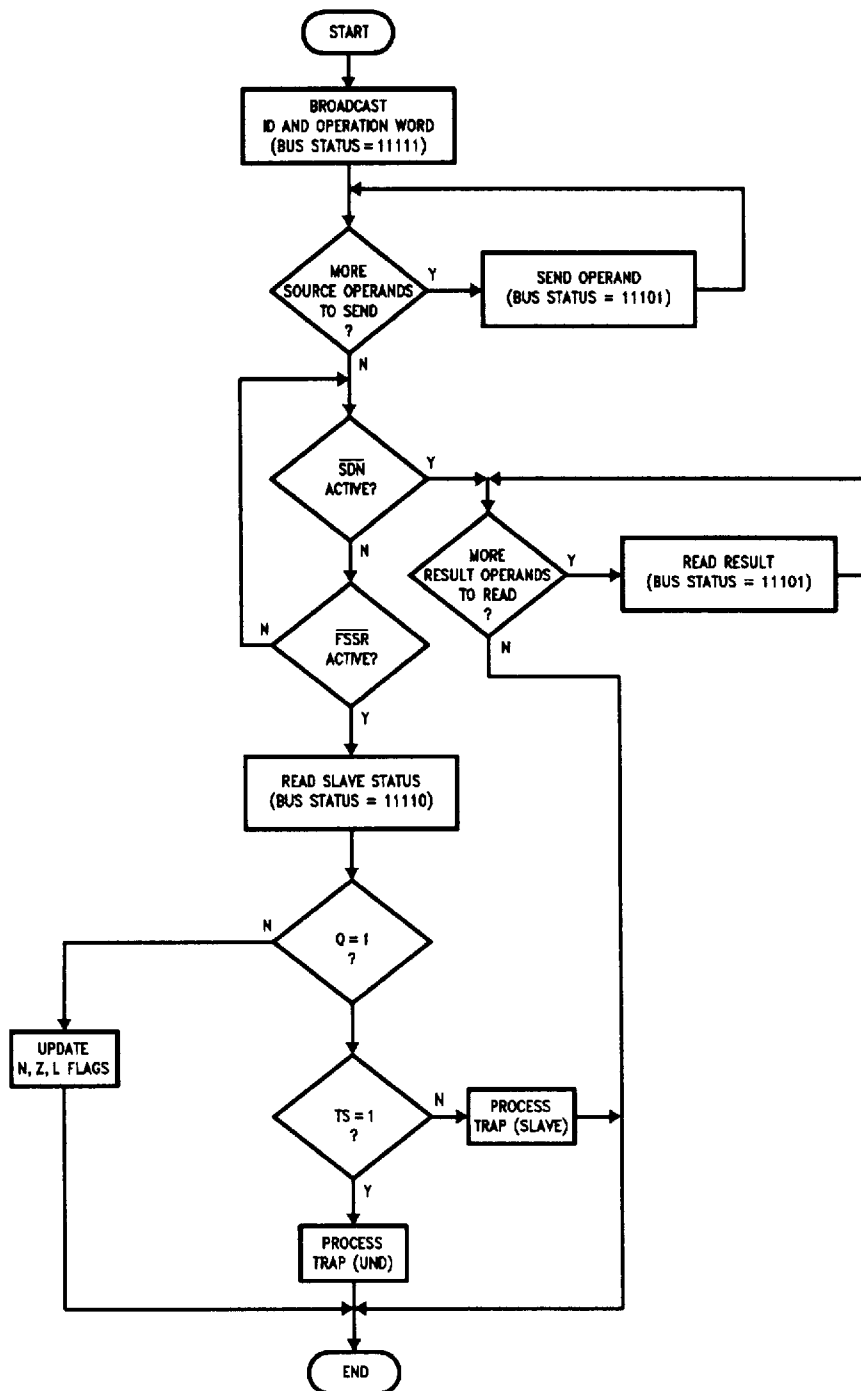 START
BROADCAST
ID AND OPERATION WORD
(BUS STATUS = 11111)
MORE
SOURCE OPERANDS
TO SEND
?
Y
SEND OPERAND
(BUS STATUS = 11101)
N
SDN
ACTIVE?
Y
N
MORE
RESULT OPERANDS
TO READ
?
Y
READ RESULT
(BUS STATUS = 11101)
N
FSSR
ACTIVE?
N
Y
READ SLAVE STATUS
(BUS STATUS = 11110)
N
Q = 1
?
UPDATE
N, Z, L FLAGS
TS = 1
?
N
PROCESS
TRAP (SLAVE)
Y
PROCESS
TRAP (UND)
END